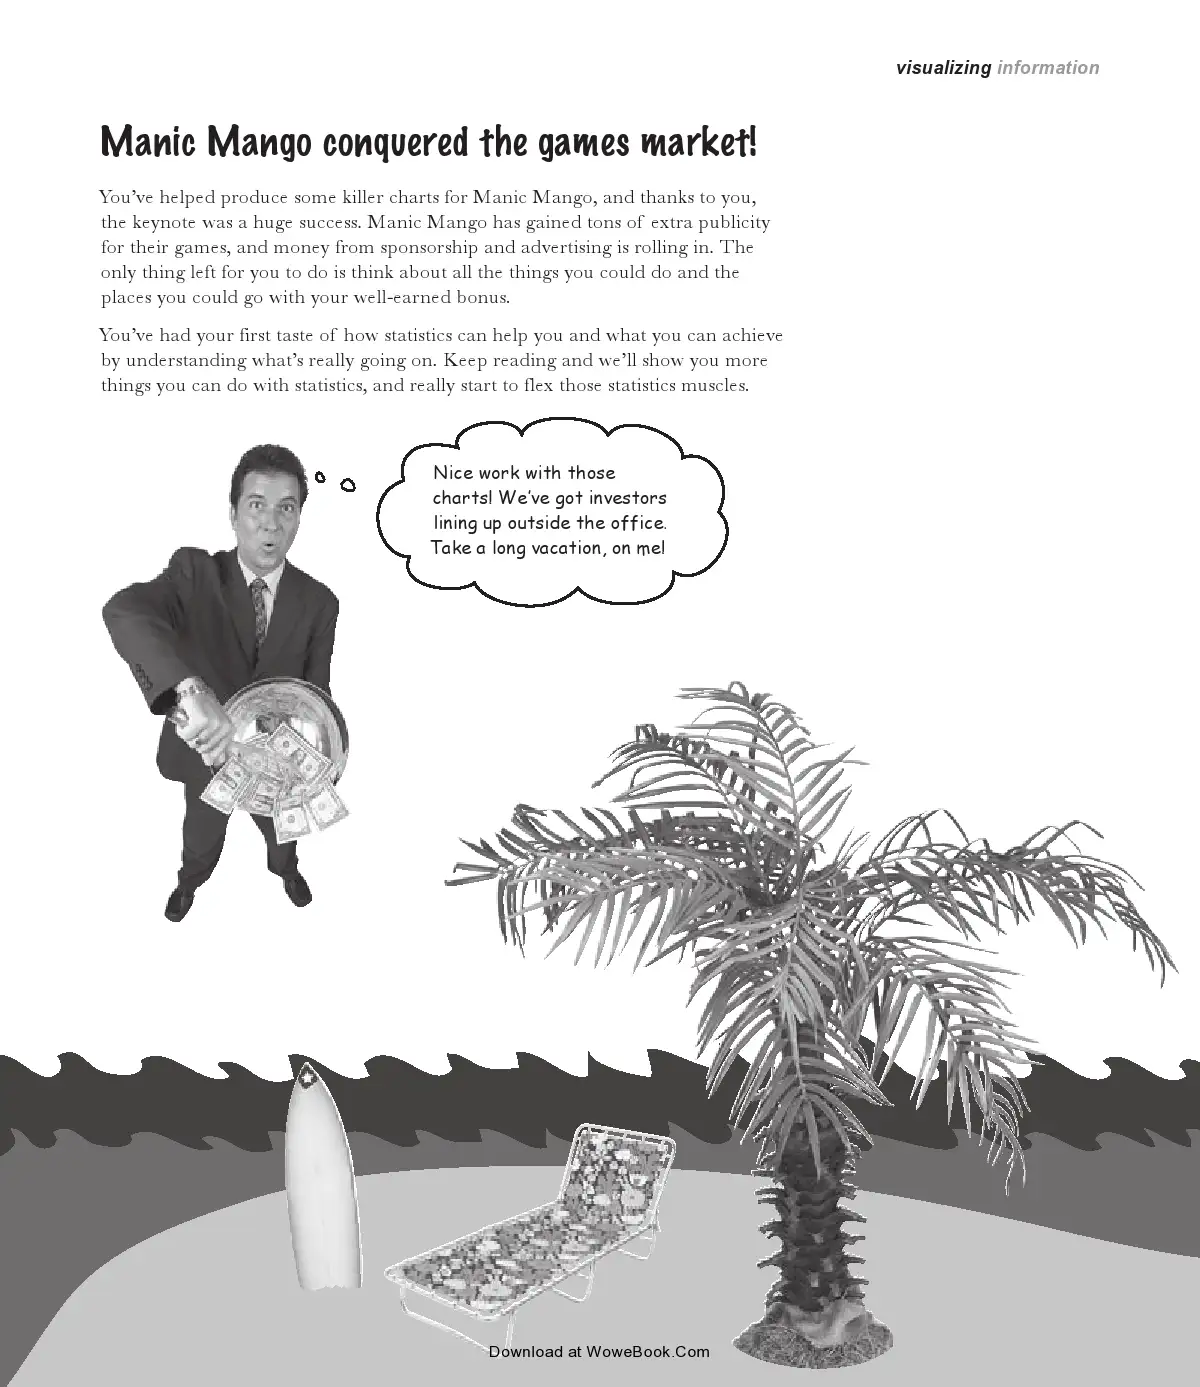 visualizing information
Manic Mango conquered the games market!
You've helped produce some killer charts for Manic Mango, and thanks to you,
the keynote was a huge success. Manic Mango has gained tons of extra publicity
for their games, and money from sponsorship and advertising is rolling in. The
only thing left for you to do is think about all the things you could do and the
places you could go with your well-earned bonus.
You've had your first taste of how statistics can help you and what you can achieve
by understanding what's really going on. Keep reading and we'll show you more
things you can do with statistics, and really start to flex those statistics muscles.
Nice work with those
charts! We've got investors
lining up outside the office.
Take a long vacation, on me!
Download at WoweBook.Com